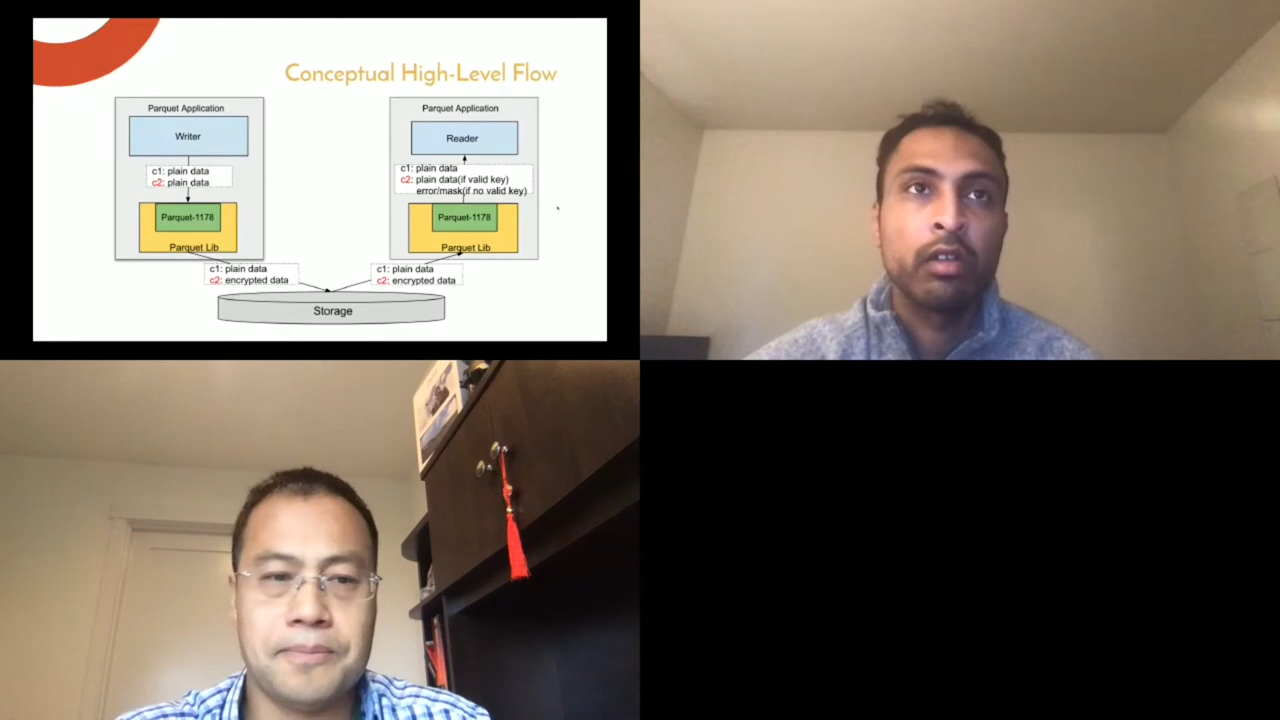 Conceptual High-Level Flow
Parquet Application
Writer
c1: plain data
c2: plain data
Parquet-1178
Parquet Lib
c1: plain data
c2: encrypted data
Parquet Application
Reader
c1: plain data
c2: plain data(if valid key)
error/mask(if no valid key)
Parquet-1178
Parquet Lib
c1: plain data
c2: encrypted data
Storage